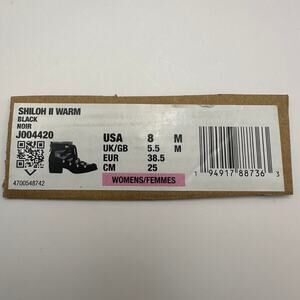 SHILOH II WARM
BLACK
NOIR
J004420
USA 8 M
UK/GB 5.5 M
EUR 38.5
CM 25
WOMENS/FEMMES
4700548742
1 94917 88736 3